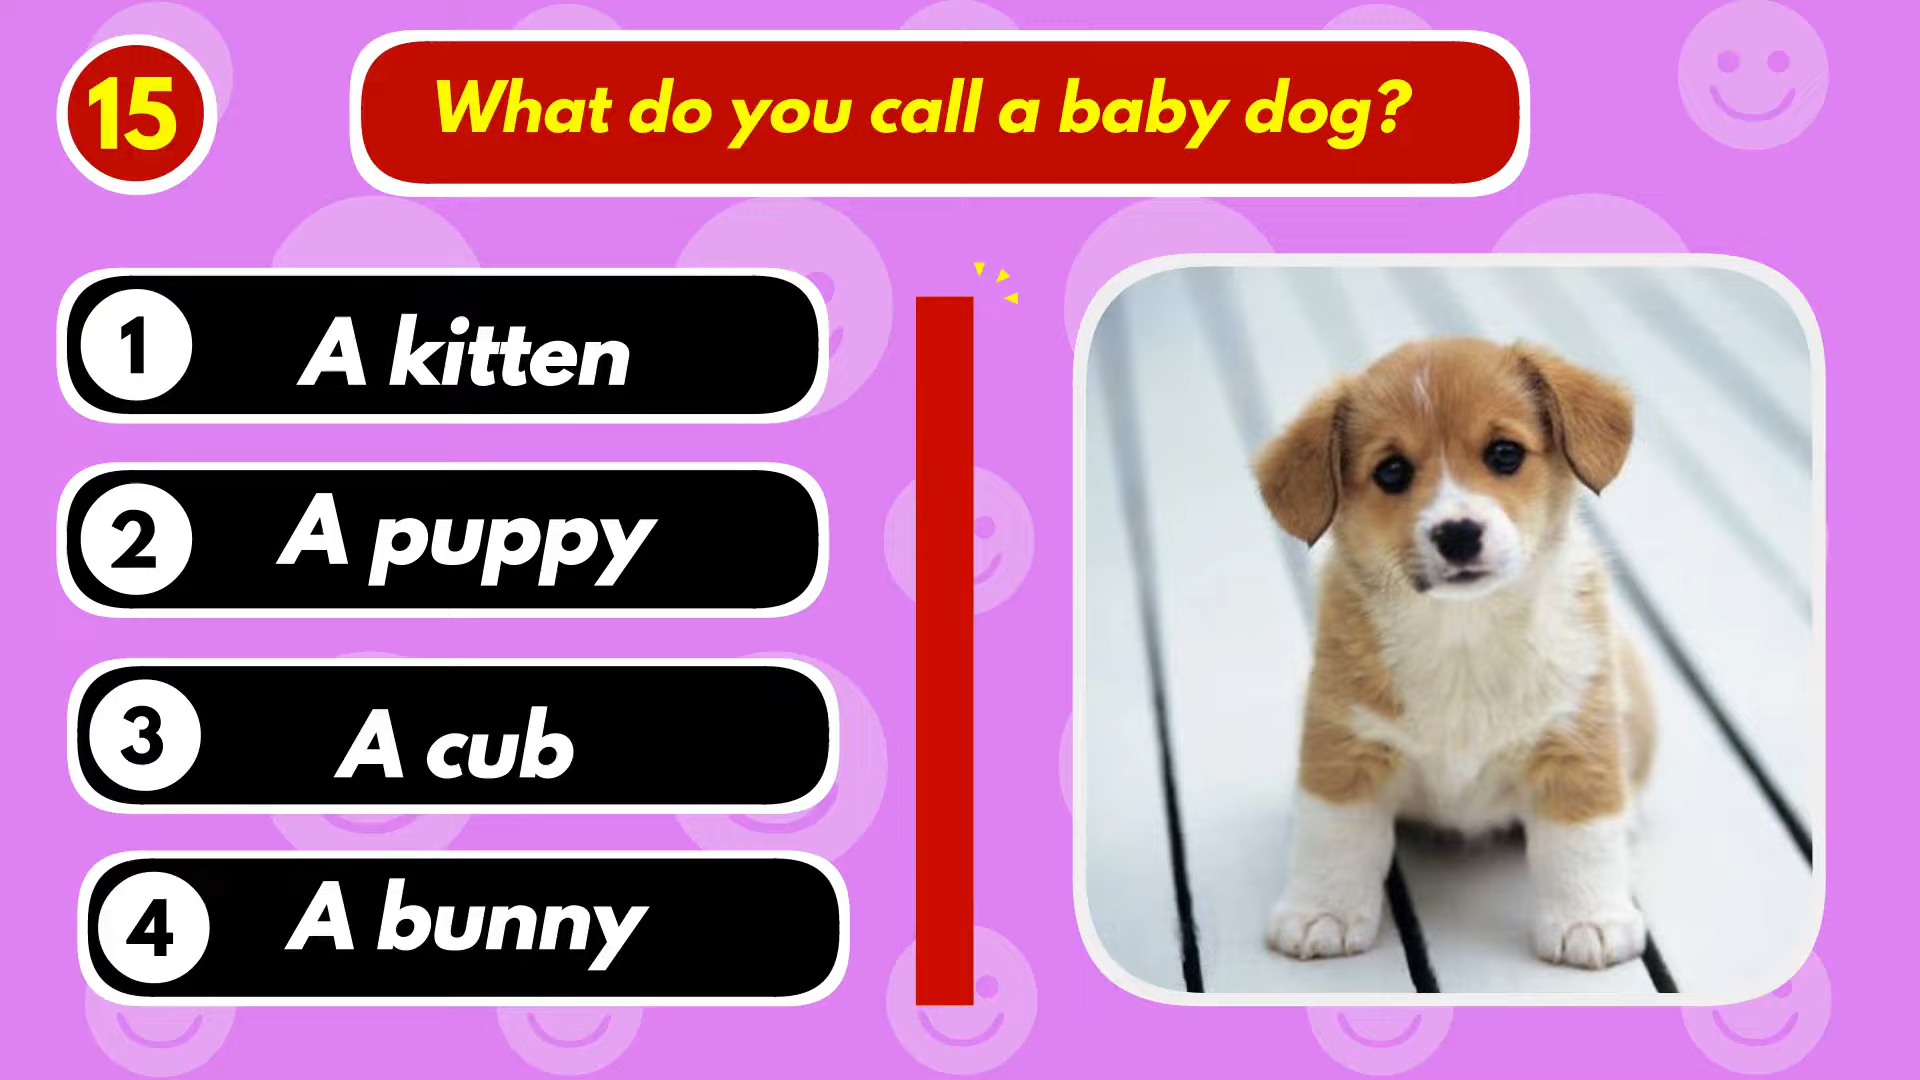 15
What do you call a baby dog?
1 A kitten
2 A puppy
3 A cub
4 A bunny